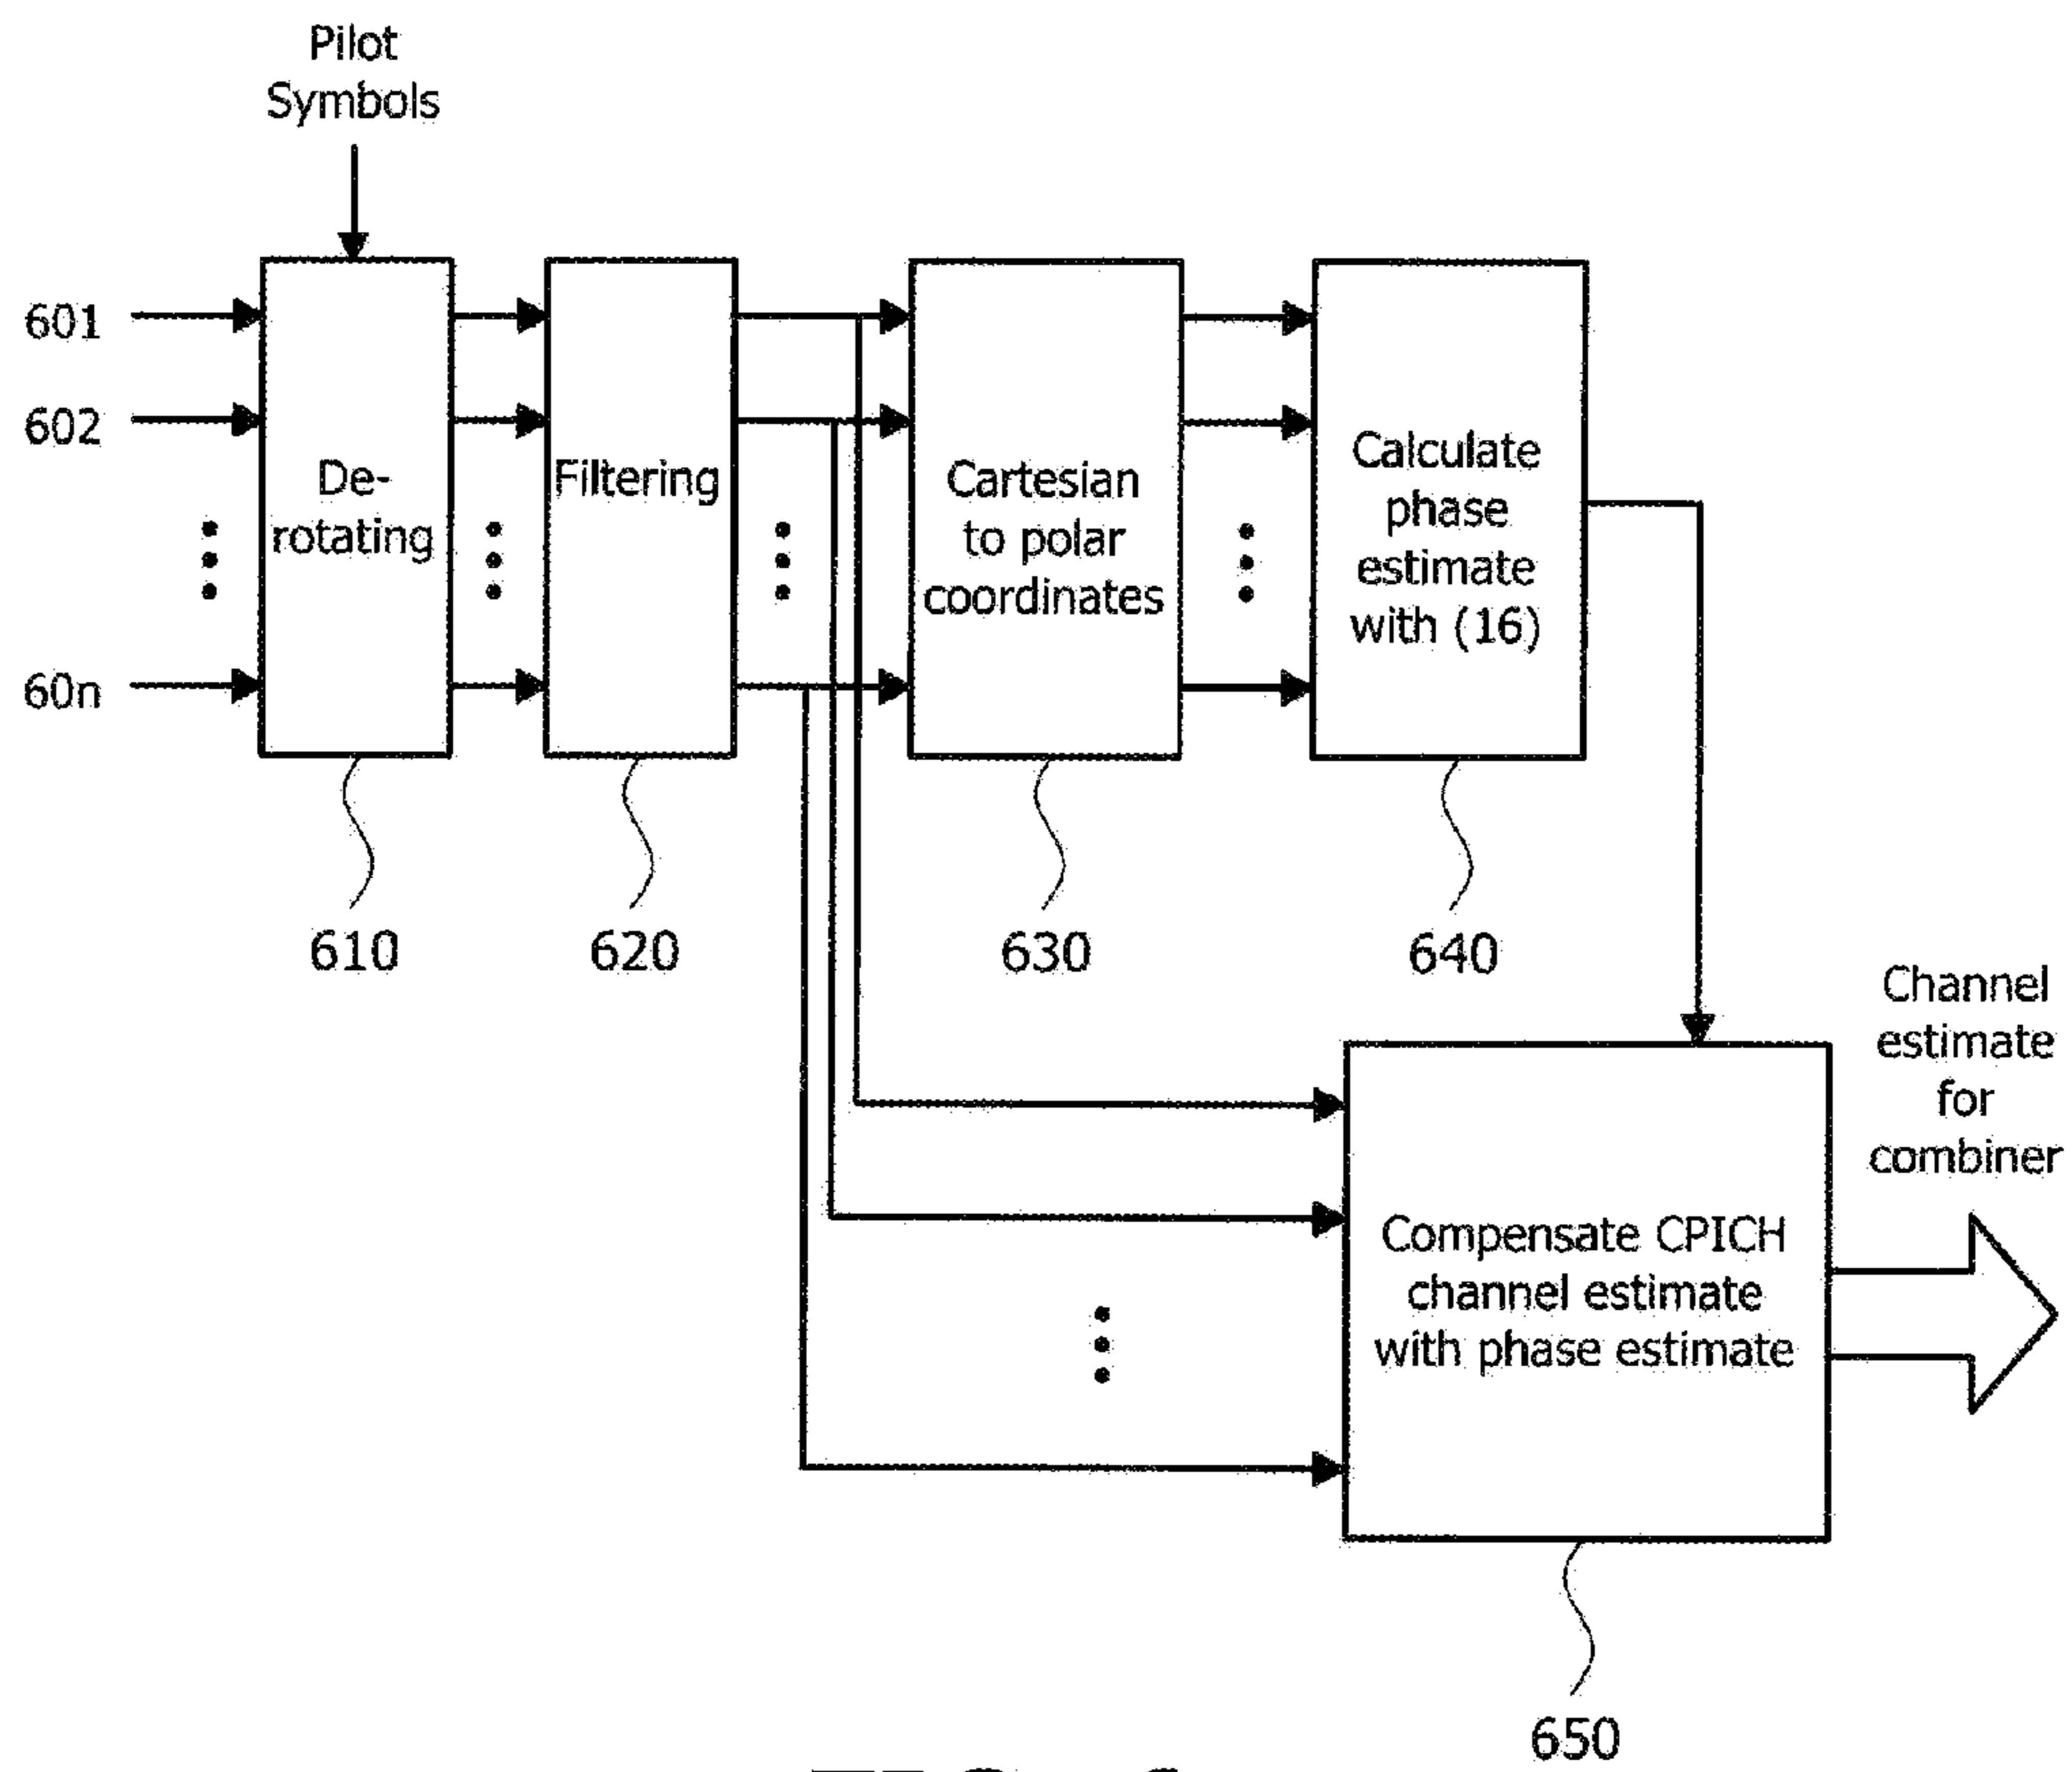 Pilot
Symbols
601
602
60n
De-
rotating
Filtering
Cartesian
to polar
coordinates
Calculate
phase
estimate
with (16)
610
620
630
640
Channel
estimate
for
combiner
Compensate CPICH
channel estimate
with phase estimate
650